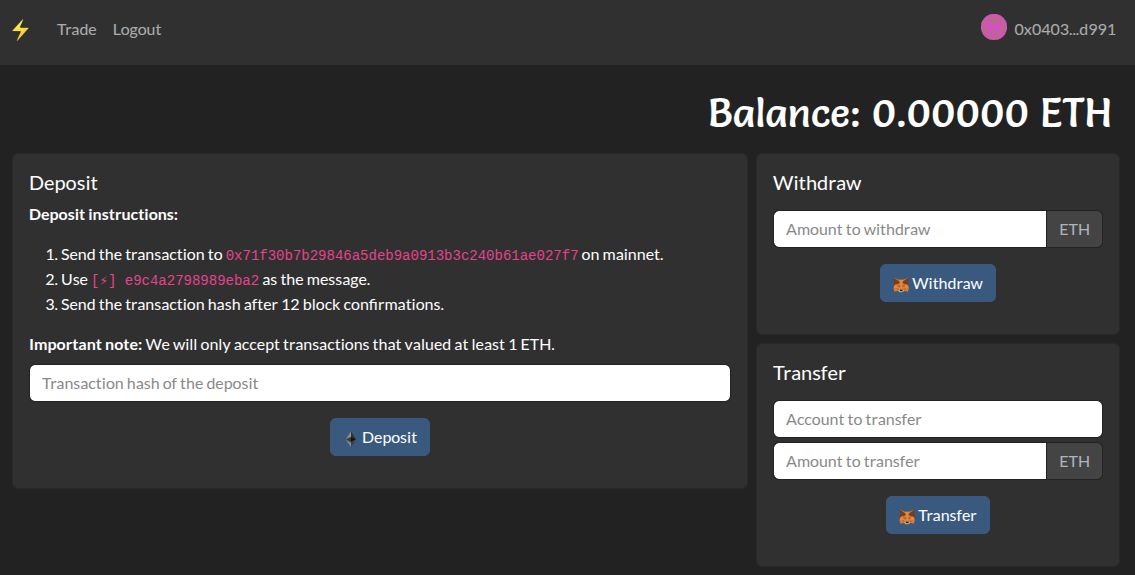 ⚡ Trade Logout 0x0403...d991
Balance: 0.00000 ETH
Deposit
Deposit instructions:
1. Send the transaction to 0x71f30b7b29846a5deb9a0913b3c240b61ae027f7 on mainnet.
2. Use [⚡] e9c4a2798989eba2 as the message.
3. Send the transaction hash after 12 block confirmations.
Important note: We will only accept transactions that valued at least 1 ETH.
Transaction hash of the deposit
Deposit
Withdraw
Amount to withdraw ETH
Withdraw
Transfer
Account to transfer
Amount to transfer ETH
Transfer